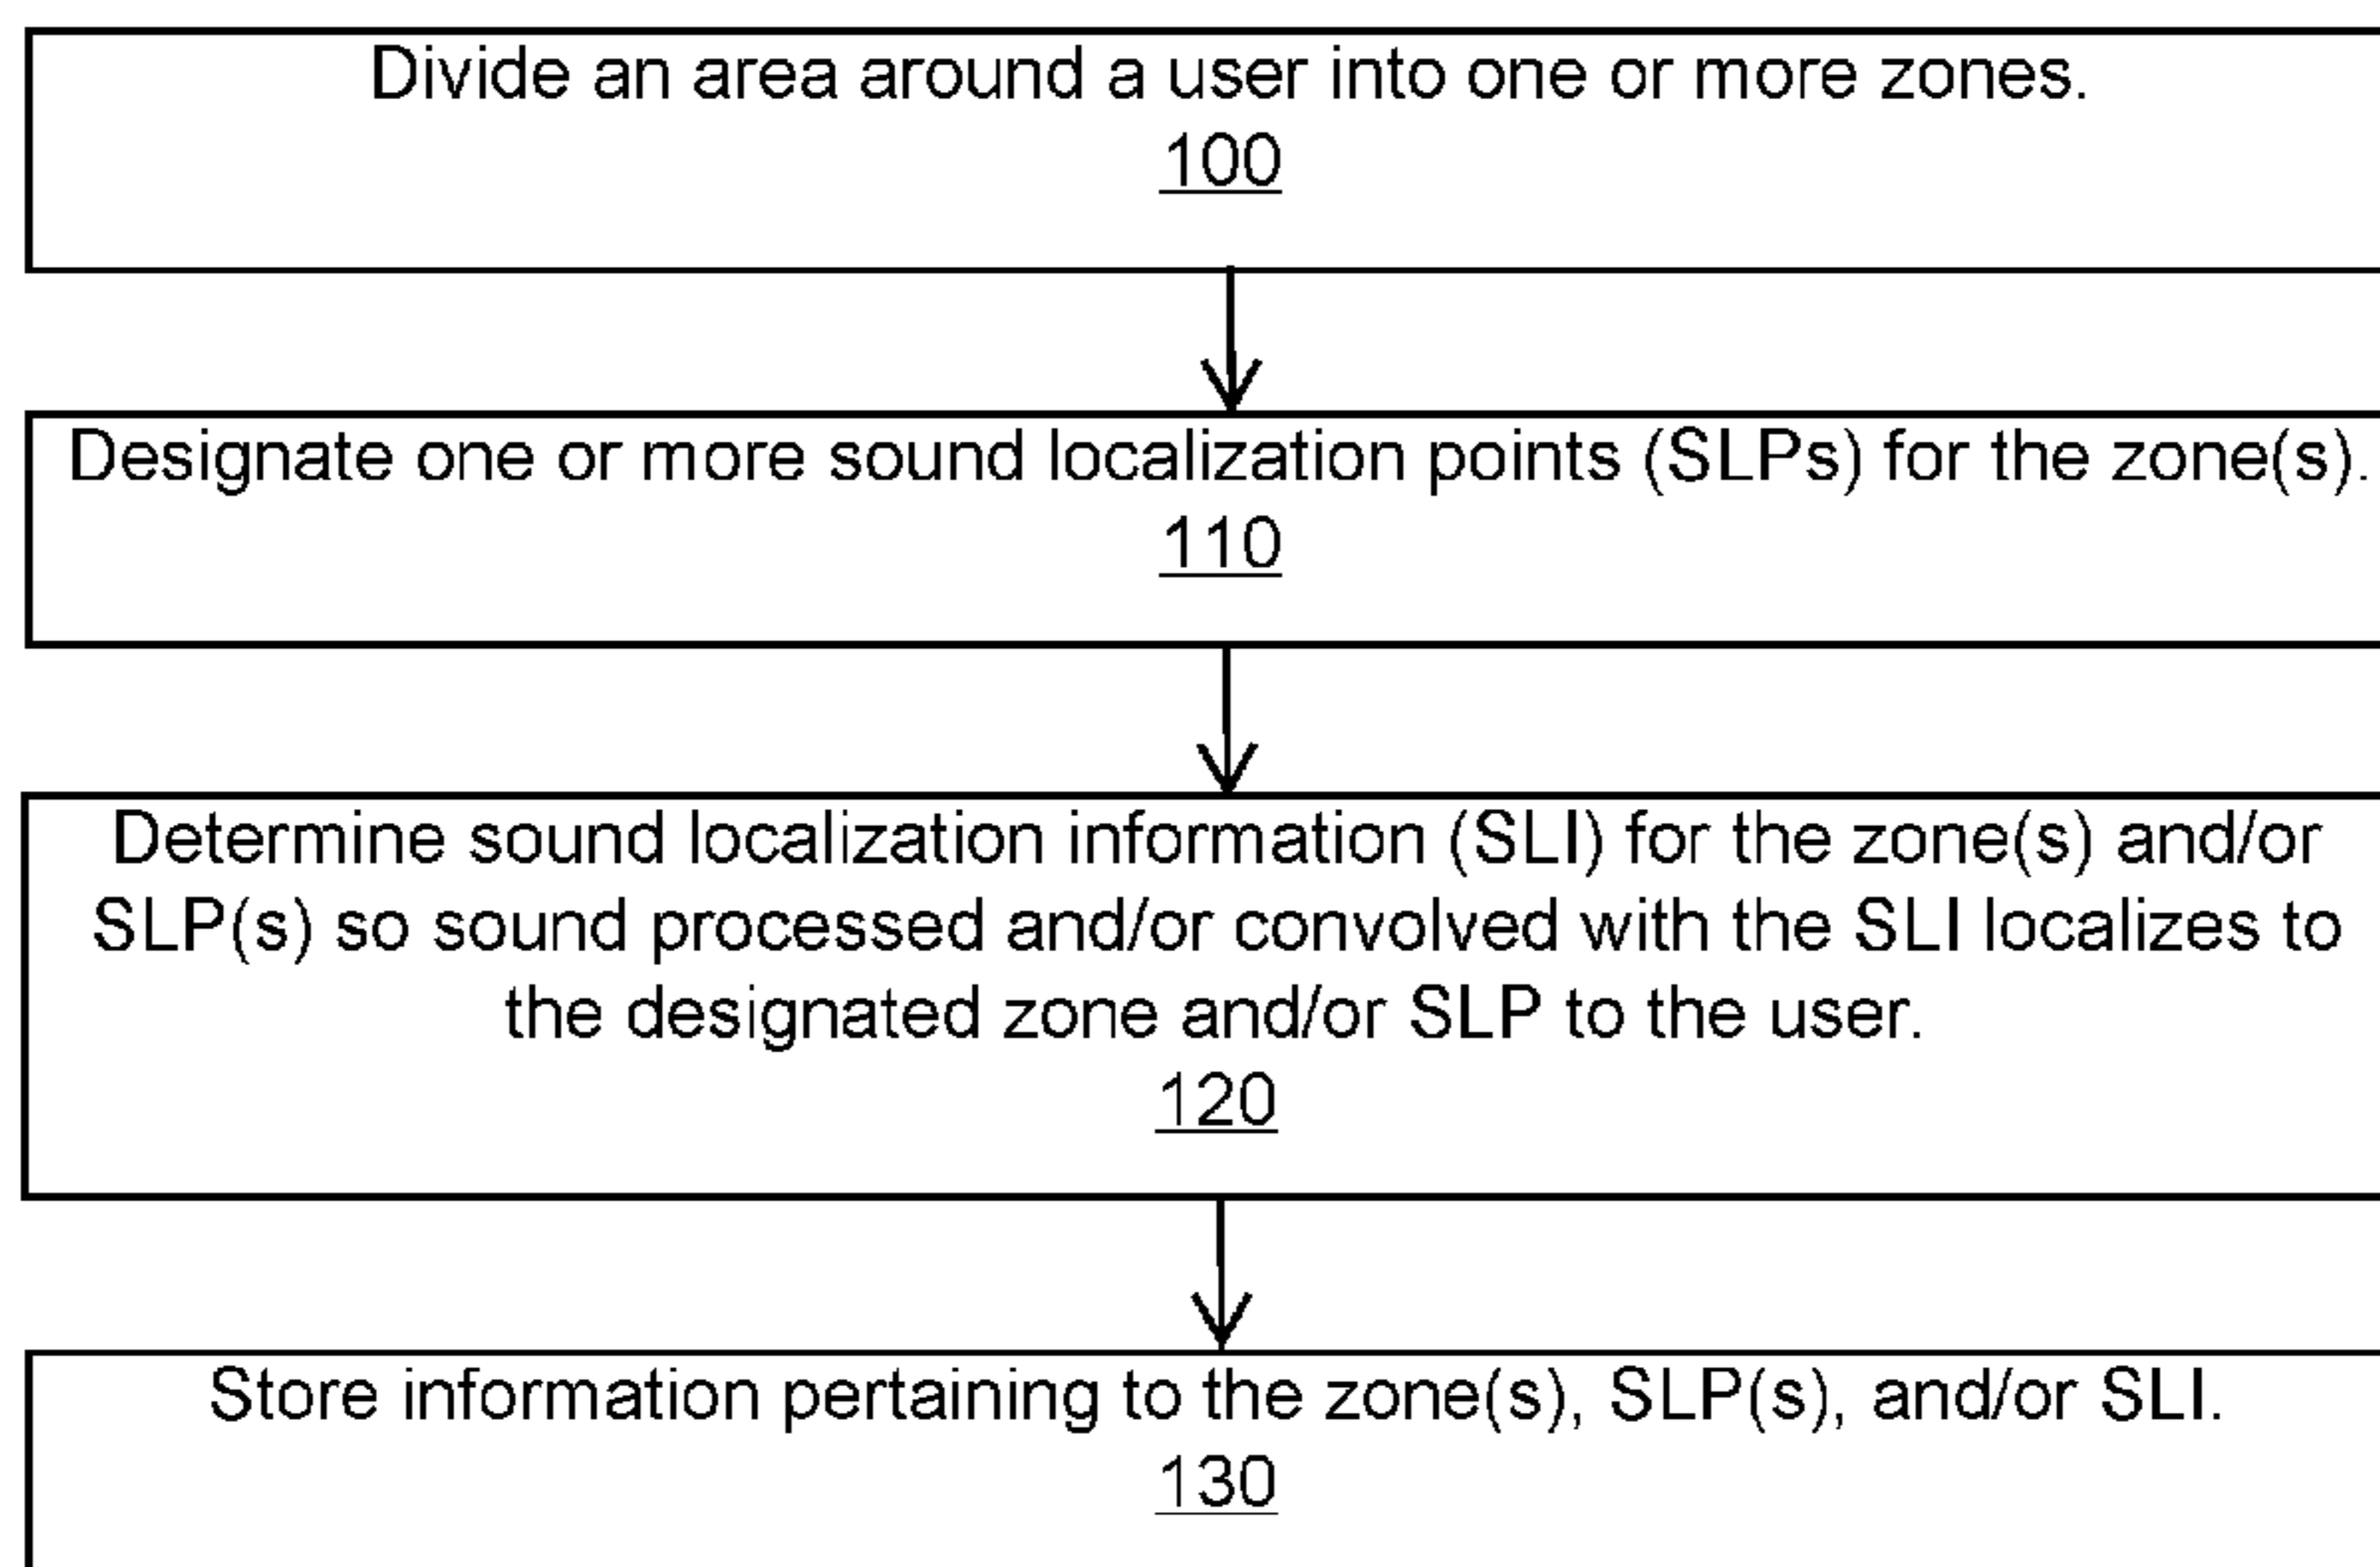 Divide an area around a user into one or more zones.
100
Designate one or more sound localization points (SLPs) for the zone(s).
110
Determine sound localization information (SLI) for the zone(s) and/or
SLP(s) so sound processed and/or convolved with the SLI localizes to
the designated zone and/or SLP to the user.
120
Store information pertaining to the zone(s), SLP(s), and/or SLI.
130